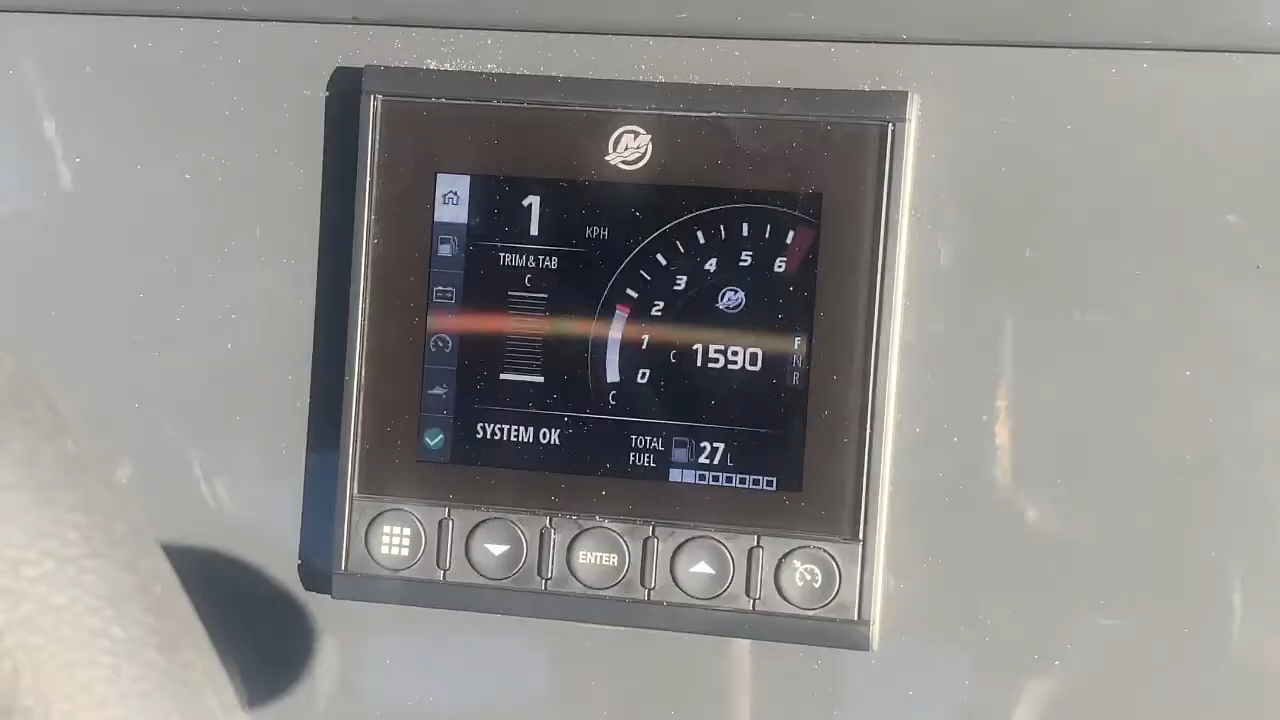 1 KPH
TRIM & TAB
C
6
5
4
3
2
1
0
C
C 1590
F
N
R
SYSTEM OK
TOTAL FUEL 27 L
ENTER